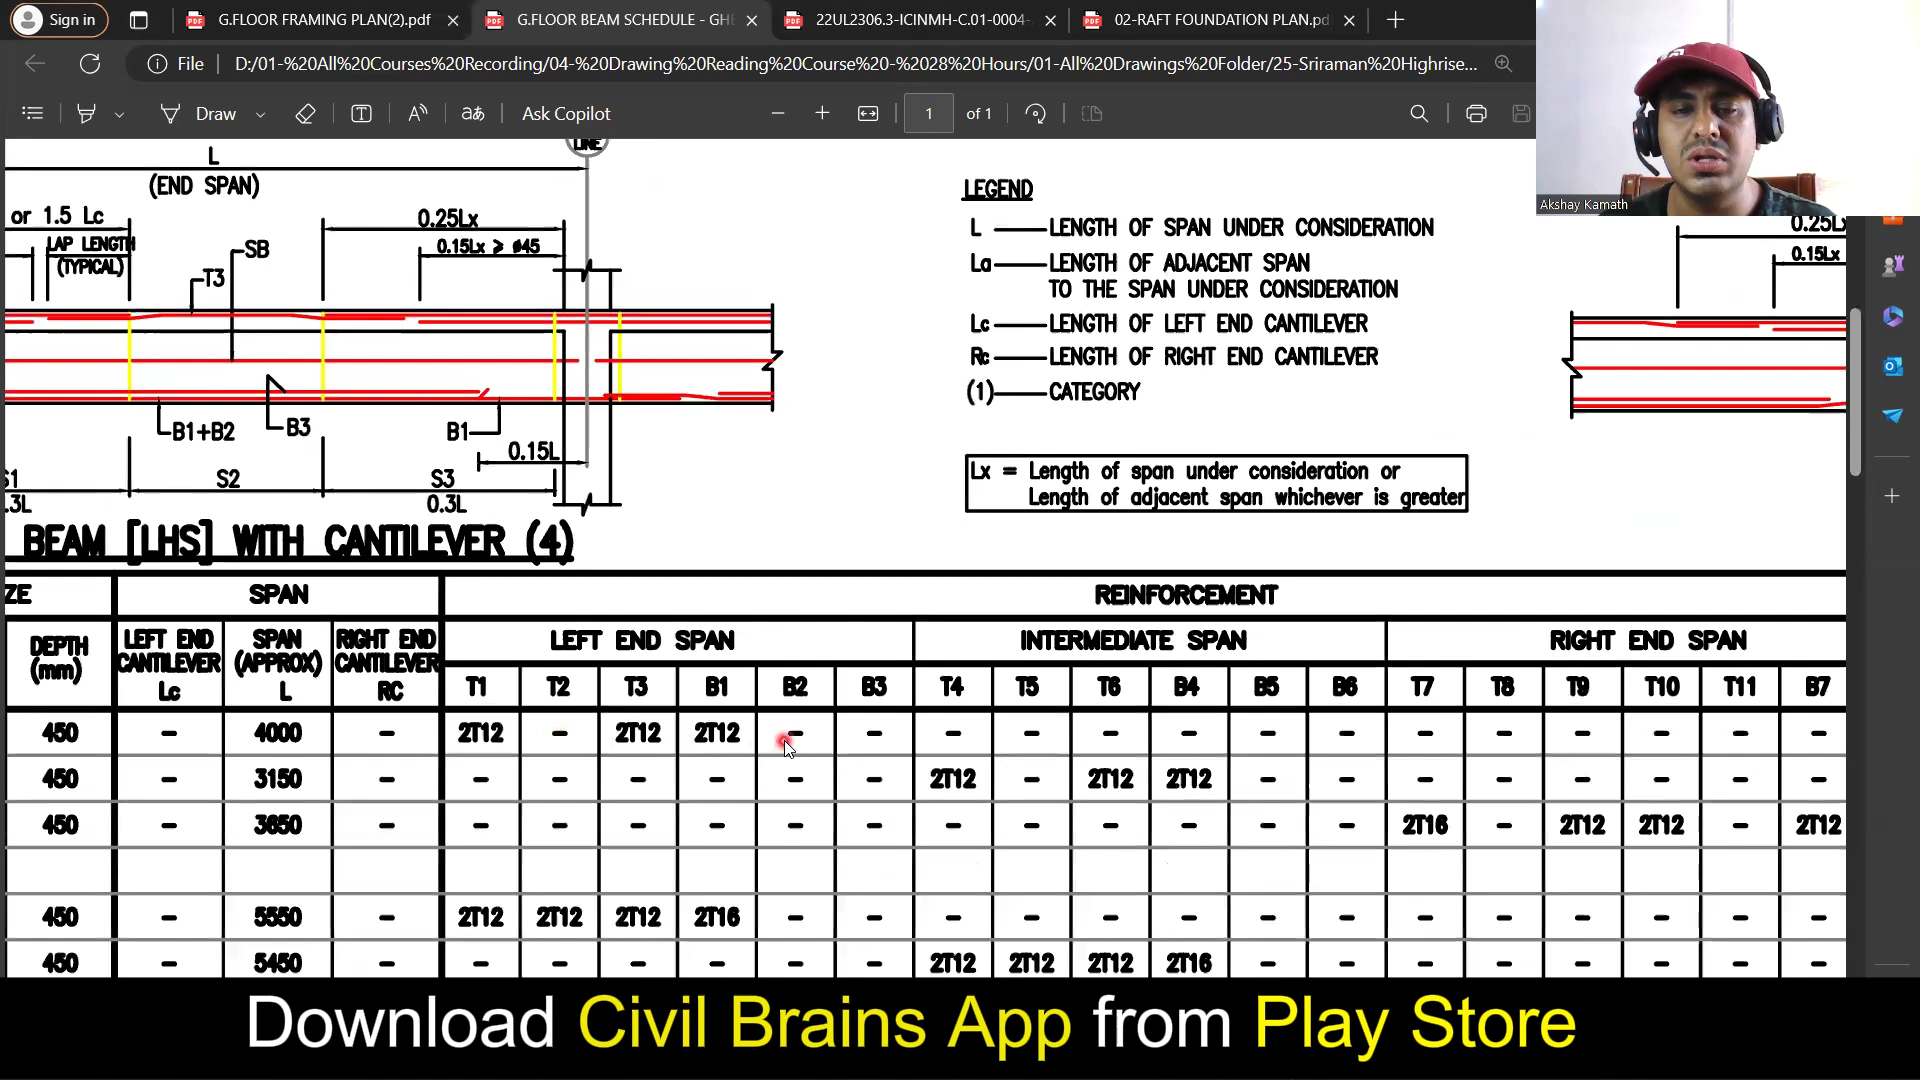 Sign in
G.FLOOR FRAMING PLAN(2).pdf
G.FLOOR BEAM SCHEDULE - GH
22UL2306.3-ICINMH-C.01-0004-
02-RAFT FOUNDATION PLAN.pd
File
D:/01-%20All%20Courses%20Recording/04-%20Drawing%20Reading%20Course%20-%2028%20Hours/01-All%20Drawings%20Folder/25-Sriraman%20Highrise...
Draw
Ask Copilot
1 of 1
Akshay Kamath
LINE
L
(END SPAN)
or 1.5 Lc
0.25Lx
LAP LENGTH
(TYPICAL)
0.15Lx ≥ ø45
SB
T3
B1+B2
B3
B1
0.15L
S1
S2
S3
.3L
0.3L
BEAM [LHS] WITH CANTILEVER (4)
LEGEND
L LENGTH OF SPAN UNDER CONSIDERATION
La LENGTH OF ADJACENT SPAN
TO THE SPAN UNDER CONSIDERATION
Lc LENGTH OF LEFT END CANTILEVER
Rc LENGTH OF RIGHT END CANTILEVER
(1) CATEGORY
Lx = Length of span under consideration or
Length of adjacent span whichever is greater
0.25Lx
0.15Lx
ZE SPAN REINFORCEMENT
DEPTH (mm) LEFT END CANTILEVER Lc SPAN (APPROX) L RIGHT END CANTILEVER RC LEFT END SPAN INTERMEDIATE SPAN RIGHT END SPAN
T1 T2 T3 B1 B2 B3 T4 T5 T6 B4 B5 B6 T7 T8 T9 T10 T11 B7
450 - 4000 - 2T12 - 2T12 2T12 - - - - - - - - - - - - - -
450 - 3150 - - - - - - - 2T12 - 2T12 2T12 - - - - - - - -
450 - 3650 - - - - - - - - - - - - - 2T16 - 2T12 2T12 - 2T12
450 - 5550 - 2T12 2T12 2T12 2T16 - - - - - - - - - - - - - -
450 - 5450 - - - - - - - 2T12 2T12 2T12 2T16 - - - - - - - -
Download Civil Brains App from Play Store